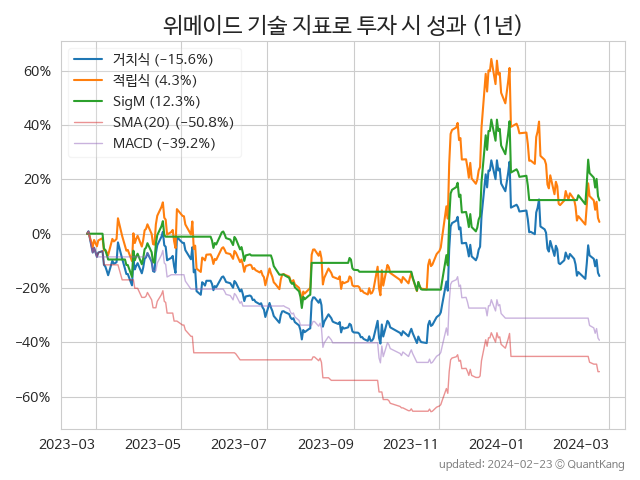 위메이드 기술 지표로 투자 시 성과 (1년)
거치식 (−15.6%)
적립식 (4.3%)
SigM (12.3%)
SMA(20) (−50.8%)
MACD (−39.2%)
60%
40%
20%
0%
−20%
−40%
−60%
2023-03 2023-05 2023-07 2023-09 2023-11 2024-01 2024-03
updated: 2024-02-23 © QuantKang